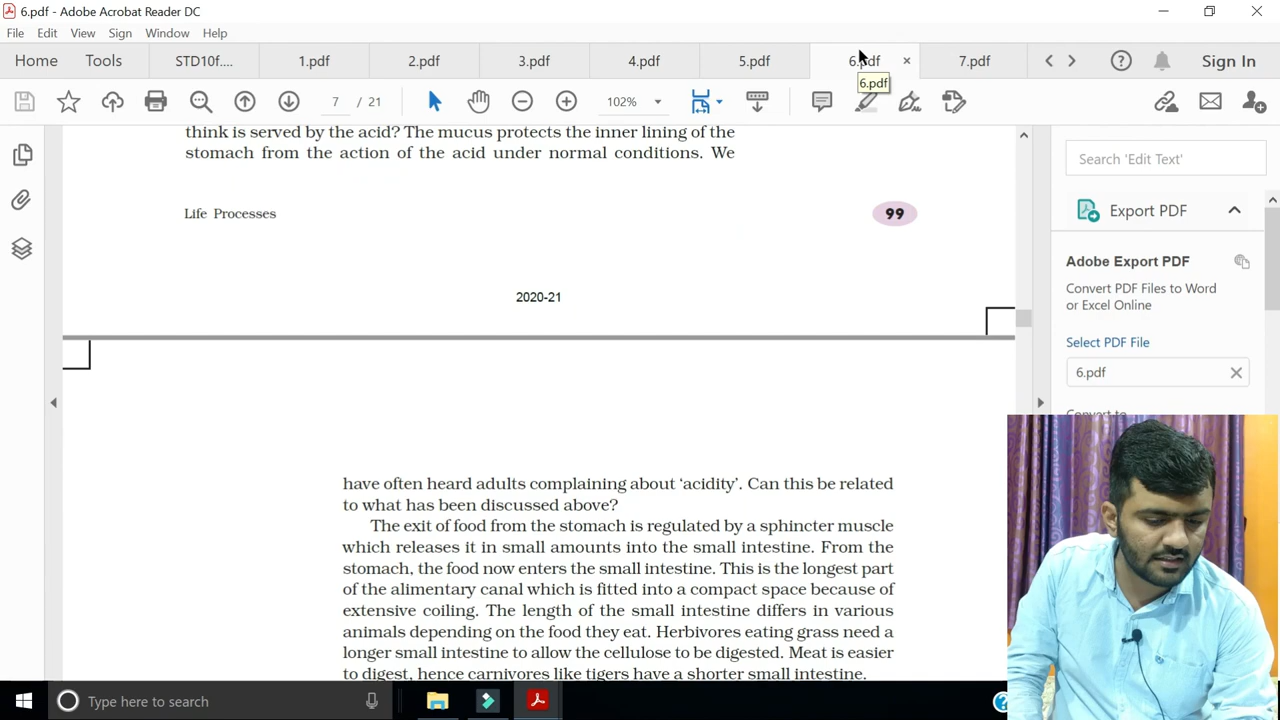 6.pdf - Adobe Acrobat Reader DC
File Edit View Sign Window Help
Home Tools STD10f.... 1.pdf 2.pdf 3.pdf 4.pdf 5.pdf 6.pdf × 7.pdf Sign In
6.pdf
7 / 21 102%
think is served by the acid? The mucus protects the inner lining of the
stomach from the action of the acid under normal conditions. We
Life Processes 99
2020-21
have often heard adults complaining about ‘acidity’. Can this be related
to what has been discussed above?
The exit of food from the stomach is regulated by a sphincter muscle
which releases it in small amounts into the small intestine. From the
stomach, the food now enters the small intestine. This is the longest part
of the alimentary canal which is fitted into a compact space because of
extensive coiling. The length of the small intestine differs in various
animals depending on the food they eat. Herbivores eating grass need a
longer small intestine to allow the cellulose to be digested. Meat is easier
to digest, hence carnivores like tigers have a shorter small intestine.
Search 'Edit Text'
Export PDF
Adobe Export PDF
Convert PDF Files to Word
or Excel Online
Select PDF File
6.pdf
Convert to
Type here to search